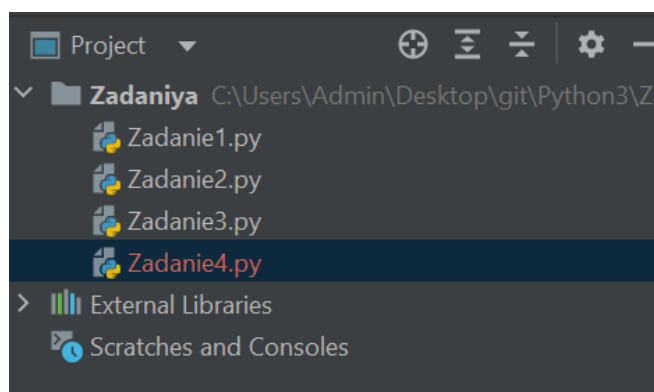 Project
Zadaniya C:\Users\Admin\Desktop\git\Python3\Z
Zadanie1.py
Zadanie2.py
Zadanie3.py
Zadanie4.py
External Libraries
Scratches and Consoles